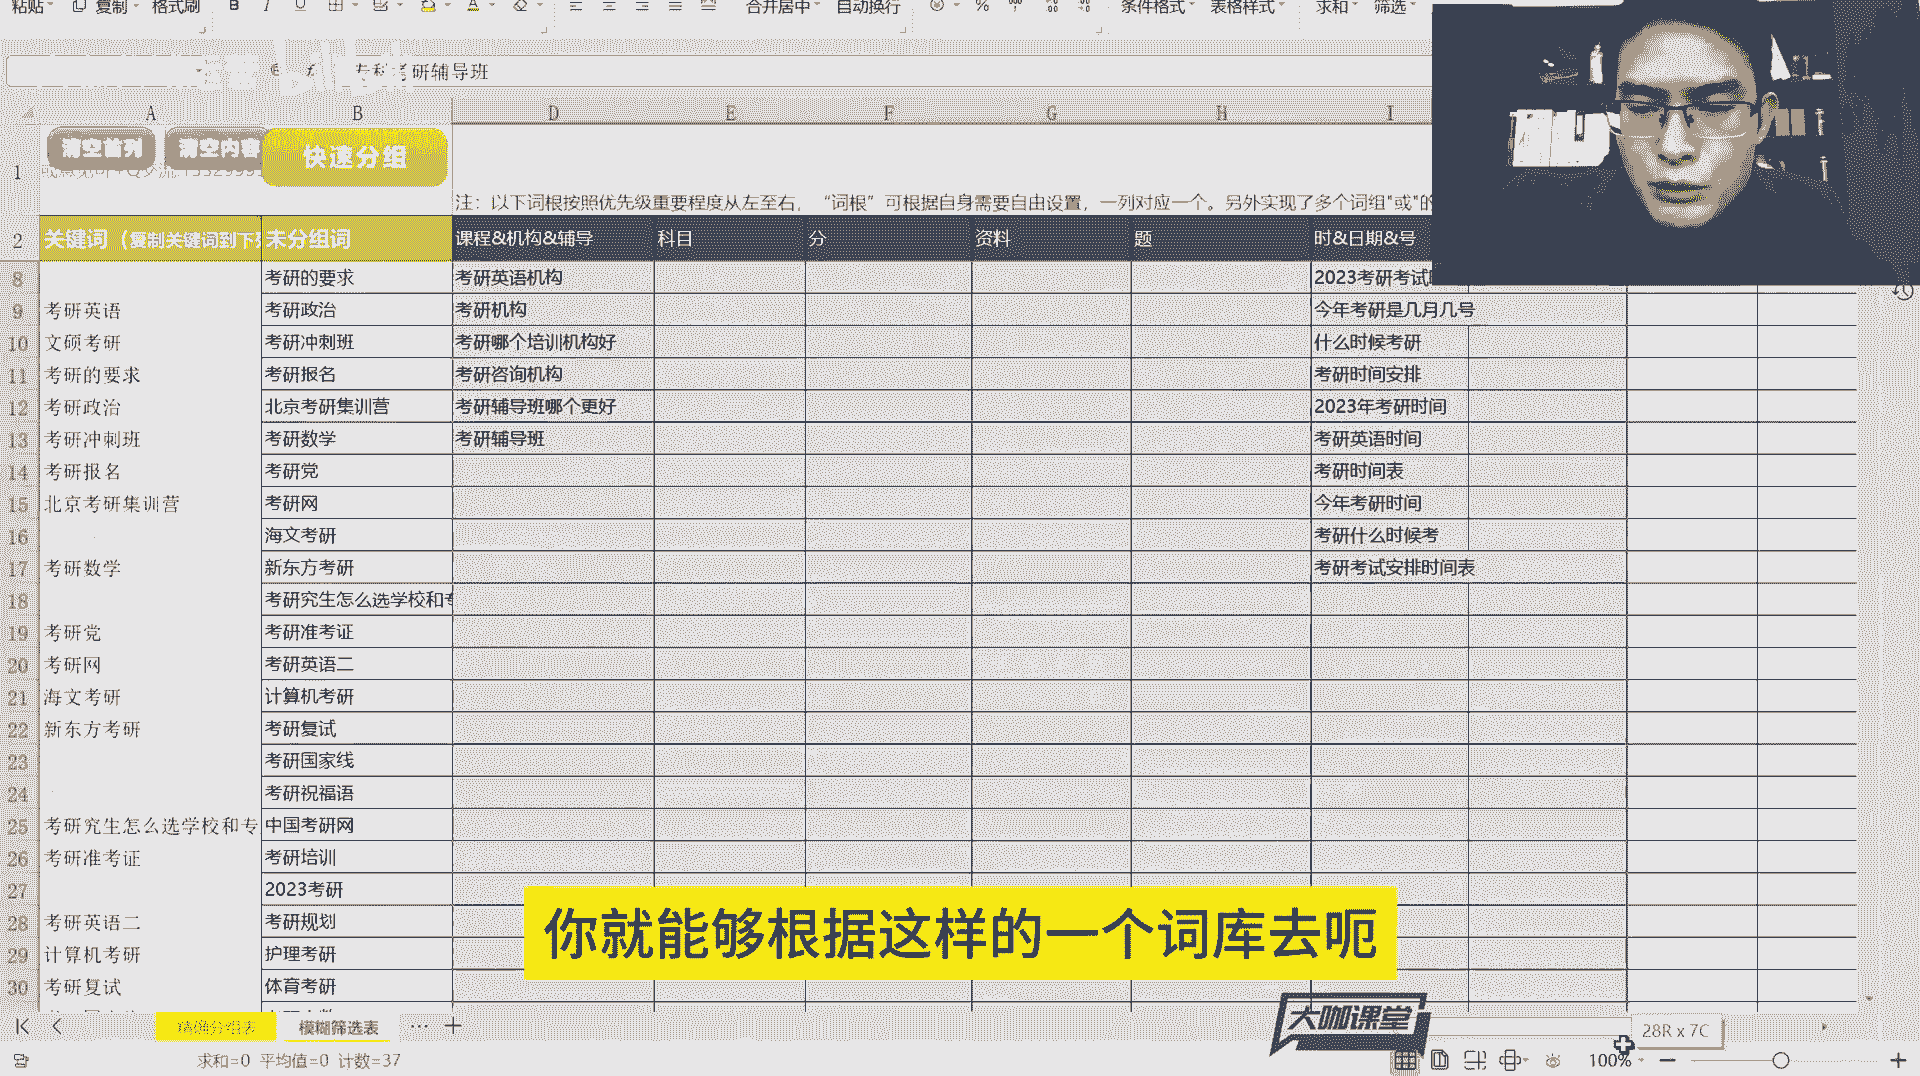 粘贴 复制 格式刷 B I U A 合并居中 自动换行 % 条件格式 表格样式 求和 筛选
专科考研辅导班
A B D E F G H I
1 清空首列 清空内容 快速分组
注：以下词根按照优先级重要程度从左至右， “词根”可根据自身需要自由设置，一列对应一个。另外实现了多个词组"或"的
2 关键词（复制关键词到下 未分组词 课程&机构&辅导 科目 分 资料 题 时&日期&号
8 考研的要求 考研英语机构 2023考研考试
9 考研英语 考研政治 考研机构 今年考研是几月几号
10 文硕考研 考研冲刺班 考研哪个培训机构好 什么时候考研
11 考研的要求 考研报名 考研咨询机构 考研时间安排
12 考研政治 北京考研集训营 考研辅导班哪个更好 2023年考研时间
13 考研冲刺班 考研数学 考研辅导班 考研英语时间
14 考研报名 考研党 考研时间表
15 北京考研集训营 考研网 今年考研时间
16 海文考研 考研什么时候考
17 考研数学 新东方考研 考研考试安排时间表
18 考研究生怎么选学校和专
19 考研党 考研准考证
20 考研网 考研英语二
21 海文考研 计算机考研
22 新东方考研 考研复试
23 考研国家线
24 考研祝福语
25 考研究生怎么选学校和专 中国考研网
26 考研准考证 考研培训
27 2023考研
28 考研英语二 考研规划
29 计算机考研 护理考研
30 考研复试 体育考研
你就能够根据这样的一个词库去呃
大咖课堂
精确分组表 模糊筛选表 ··· +
28R x 7C
求和=0 平均值=0 计数=37 100%